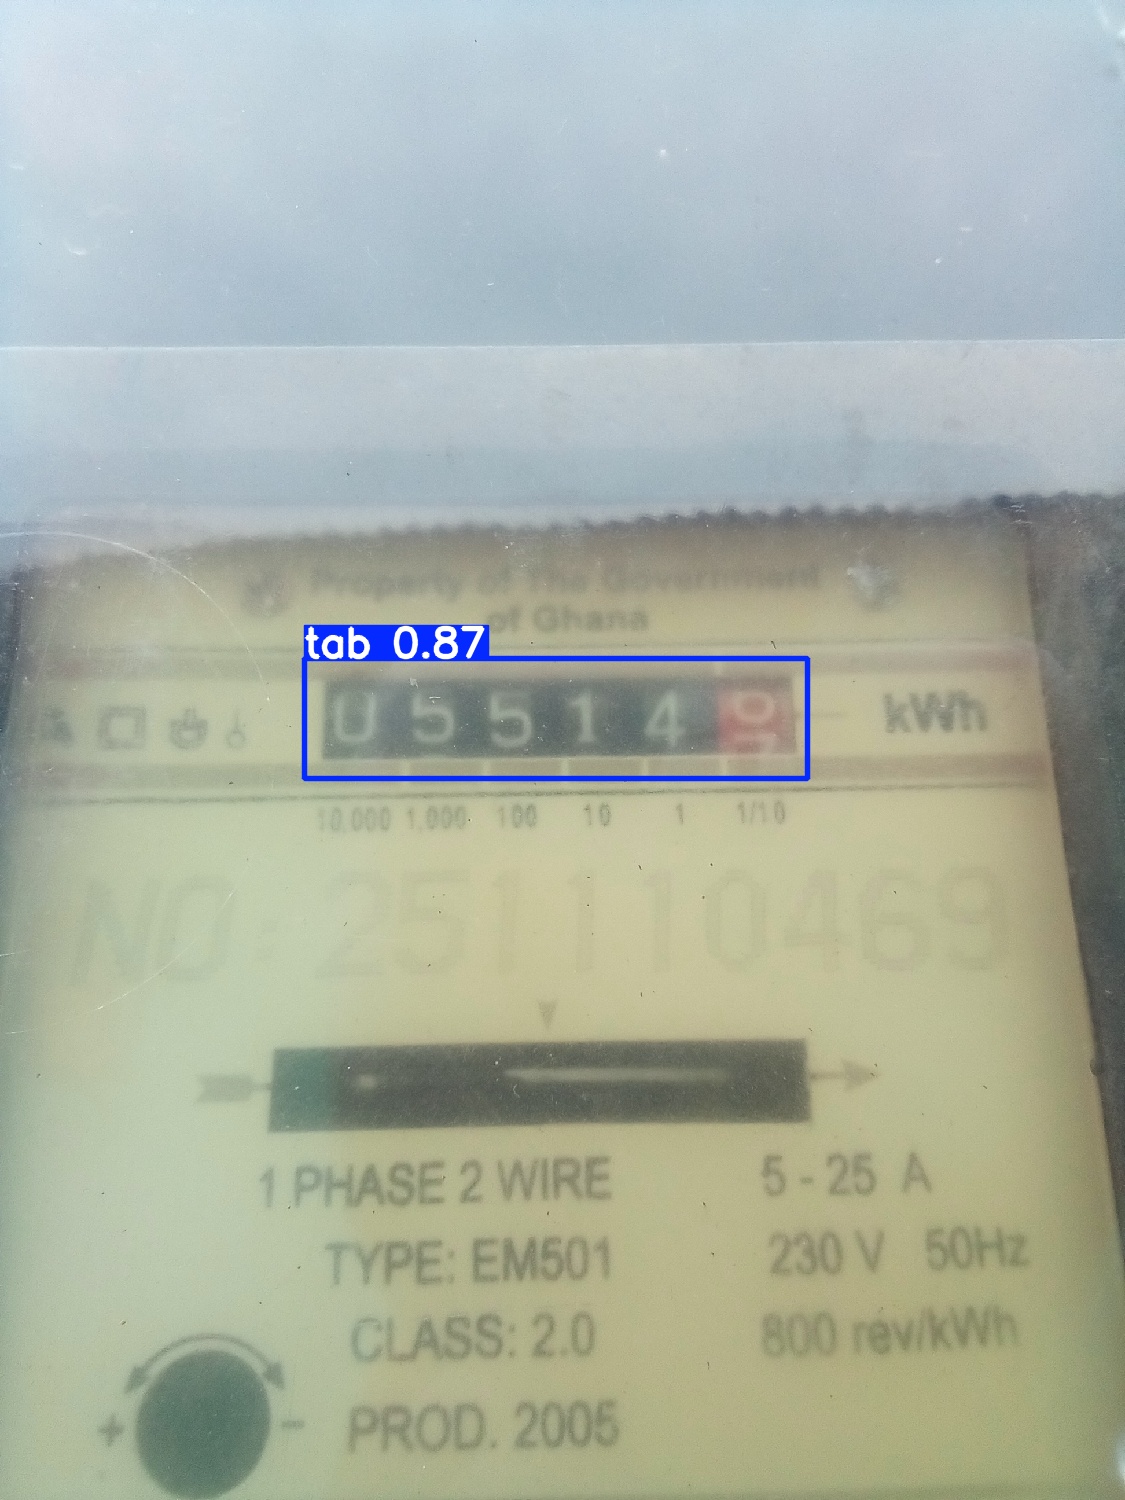 Property of The Government
of Ghana
tab 0.87
05514 kWh
10,000 1,000 100 10 1 1/10
NO: 251110469
1 PHASE 2 WIRE 5 - 25 A
TYPE: EM501 230 V 50Hz
CLASS: 2.0 800 rev/kWh
+ - PROD. 2005